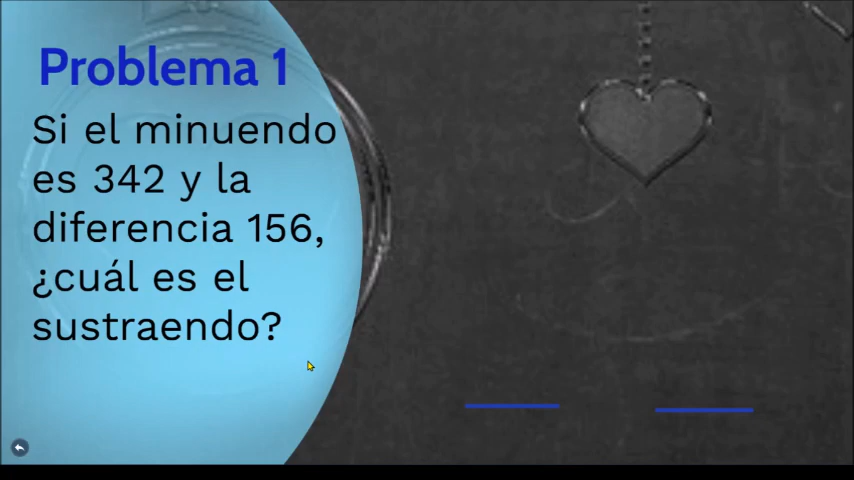 Problema 1
Si el minuendo
es 342 y la
diferencia 156,
¿cuál es el
sustraendo?